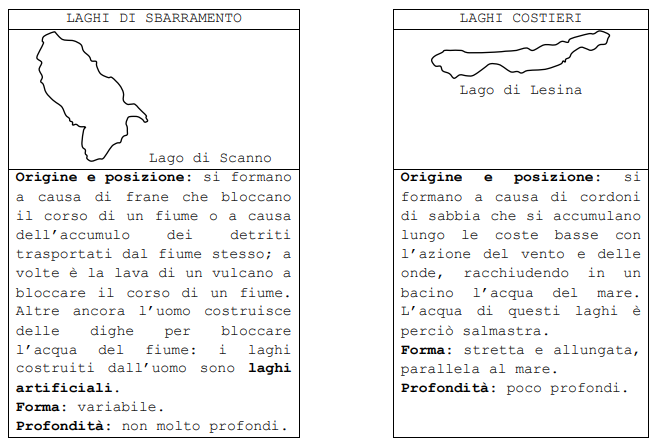 LAGHI DI SBARRAMENTO
Lago di Scanno
Origine e posizione: si formano
a causa di frane che bloccano
il corso di un fiume o a causa
dell'accumulo dei detriti
trasportati dal fiume stesso; a
volte è la lava di un vulcano a
bloccare il corso di un fiume.
Altre ancora l'uomo costruisce
delle dighe per bloccare
l'acqua del fiume: i laghi
costruiti dall'uomo sono laghi
artificiali.
Forma: variabile.
Profondità: non molto profondi.
LAGHI COSTIERI
Lago di Lesina
Origine e posizione: si
formano a causa di cordoni
di sabbia che si accumulano
lungo le coste basse con
l'azione del vento e delle
onde, racchiudendo in un
bacino l'acqua del mare.
L'acqua di questi laghi è
perciò salmastra.
Forma: stretta e allungata,
parallela al mare.
Profondità: poco profondi.